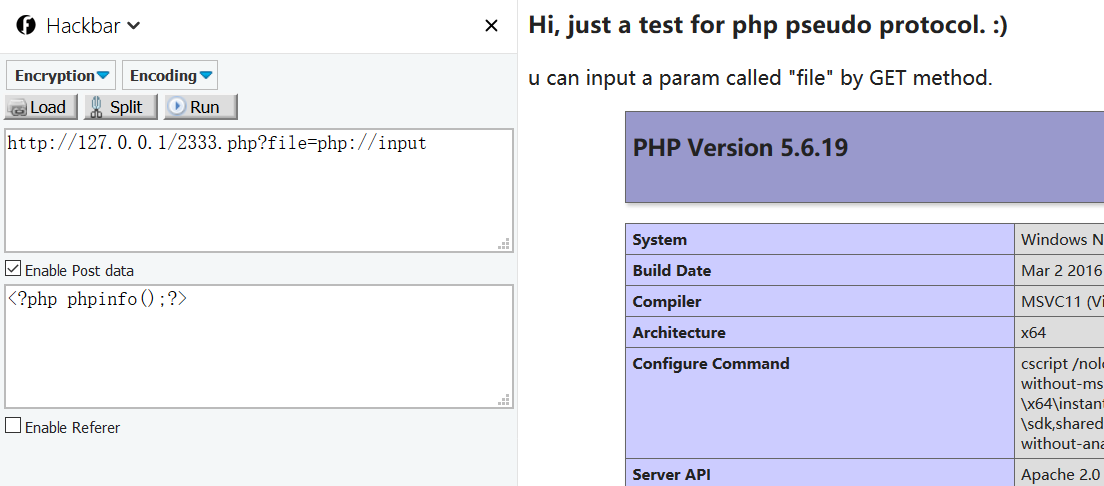 Hackbar
Encryption
Encoding
Load
Split
Run
http://127.0.0.1/2333.php?file=php://input
Enable Post data
<?php phpinfo();?>
Enable Referer
Hi, just a test for php pseudo protocol. :)
u can input a param called "file" by GET method.
PHP Version 5.6.19
System
Windows N
Build Date
Mar 2 2016
Compiler
MSVC11 (Vi
Architecture
x64
Configure Command
cscript /nolo
without-ms
\x64\instant
\sdk,shared
without-ana
Server API
Apache 2.0